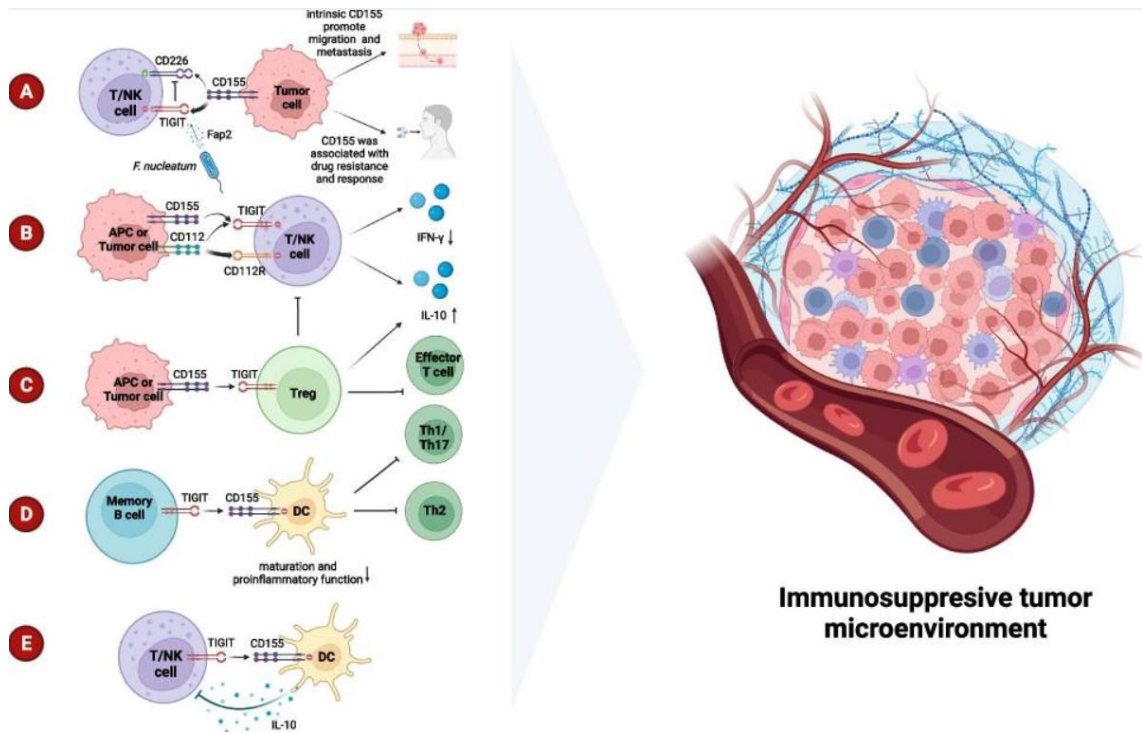 A
T/NK
cell
CD226
TIGIT
CD155
Tumor
cell
intrinsic CD155
promote
migration and
metastasis
CD155 was
associated with
drug resistance
and response
Fap2
F. nucleatum
B
APC or
Tumor cell
CD155
CD112
TIGIT
CD112R
T/NK
cell
IFN-γ ↓
IL-10 ↑
C
APC or
Tumor cell
CD155
TIGIT
Treg
Effector
T cell
Th1/
Th17
D
Memory
B cell
TIGIT
CD155
DC
Th2
maturation and
proinflammatory function ↓
E
T/NK
cell
TIGIT
CD155
DC
IL-10
Immunosuppresive tumor
microenvironment